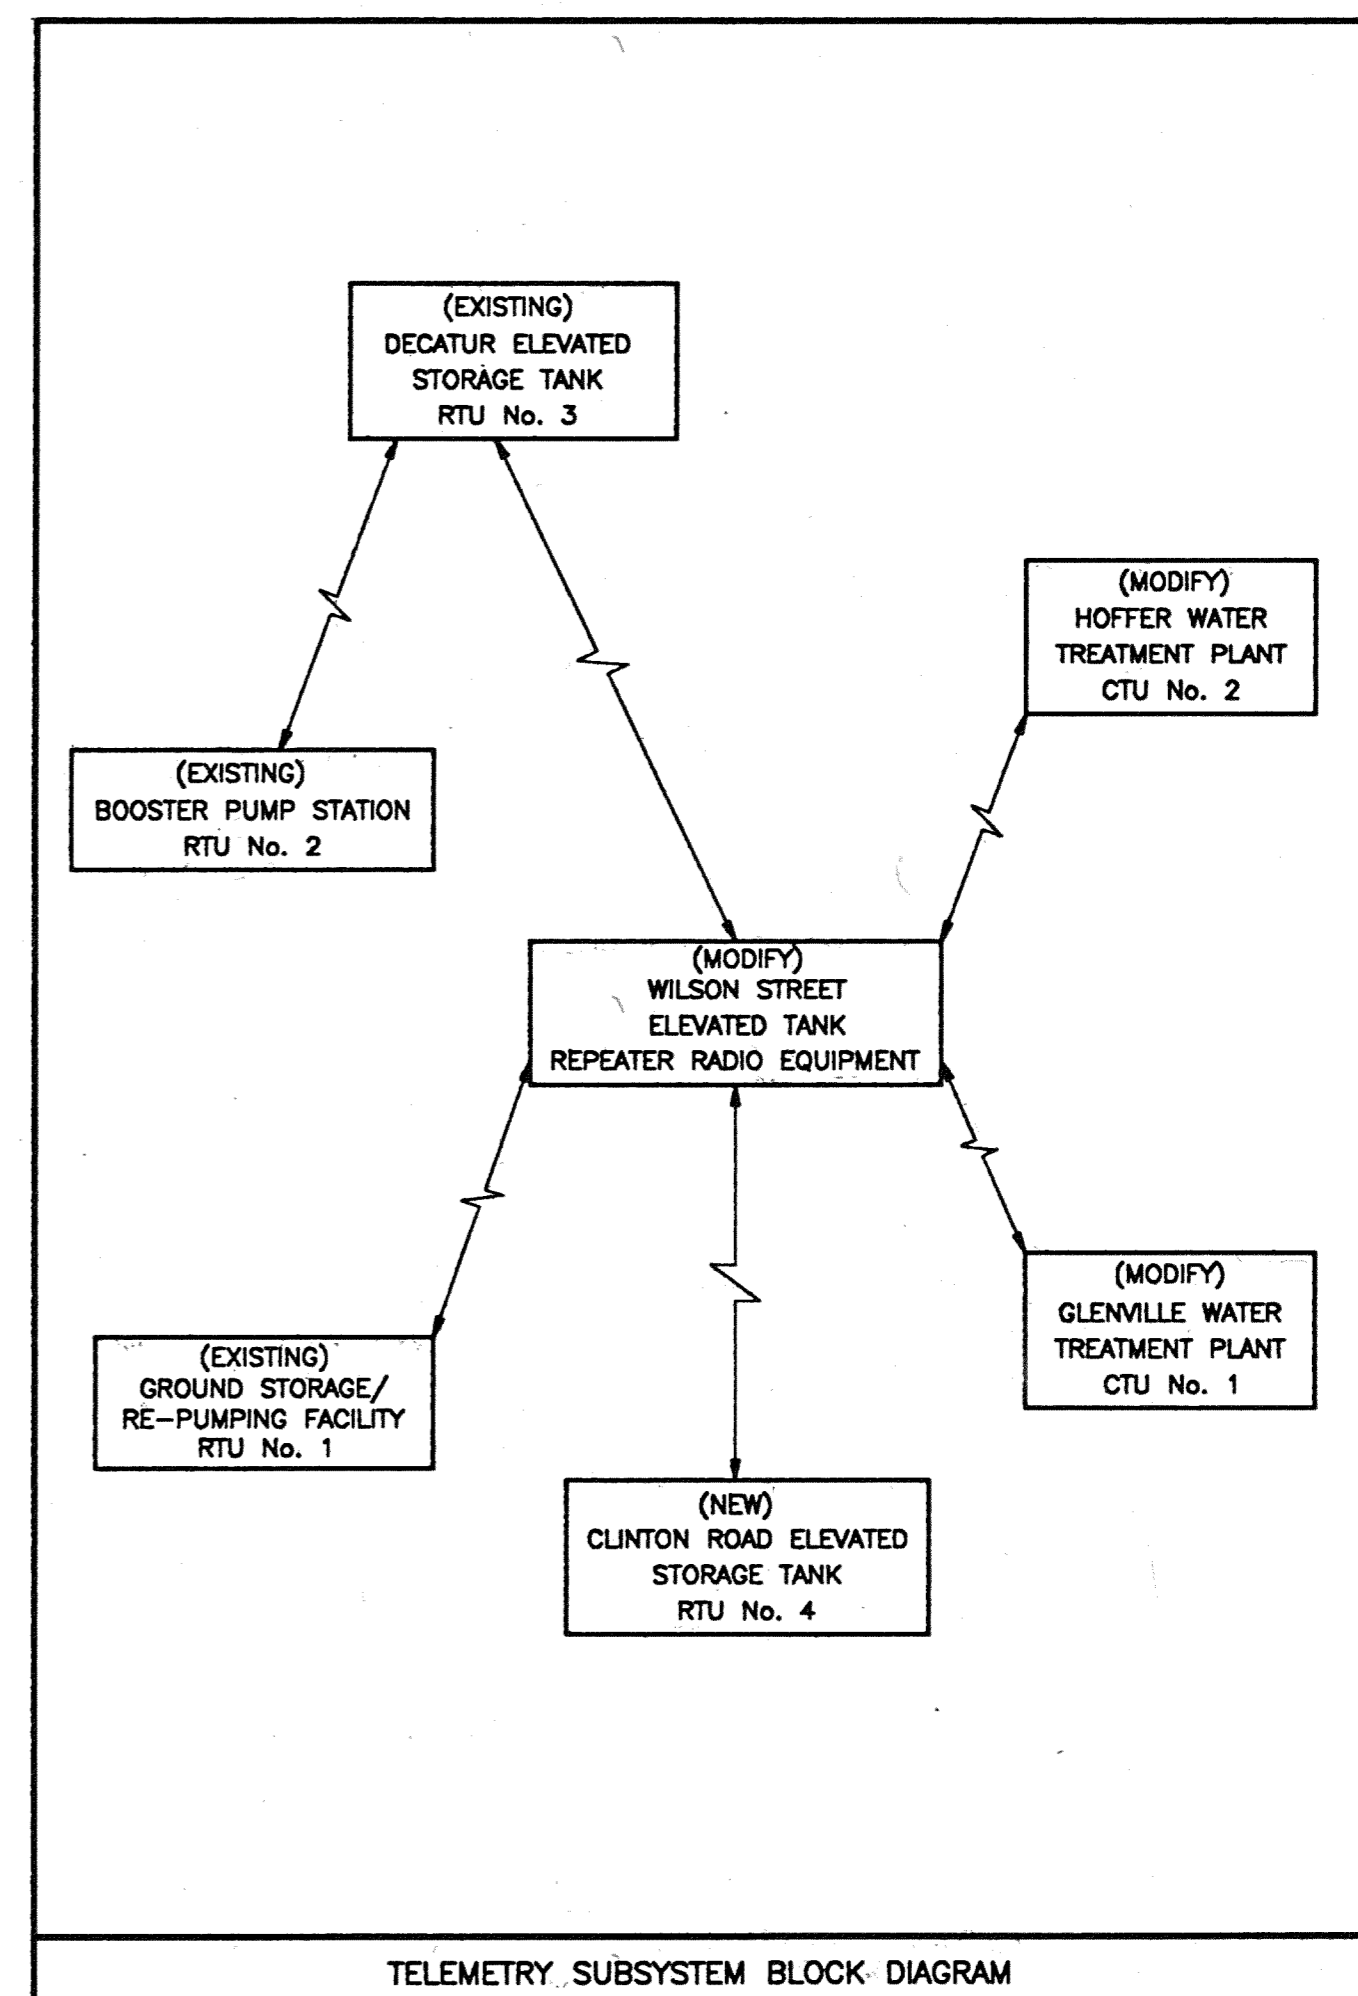 (EXISTING)
DECATUR ELEVATED
STORAGE TANK
RTU No. 3
(MODIFY)
HOFFER WATER
TREATMENT PLANT
CTU No. 2
(EXISTING)
BOOSTER PUMP STATION
RTU No. 2
(MODIFY)
WILSON STREET
ELEVATED TANK
REPEATER RADIO EQUIPMENT
(MODIFY)
GLENVILLE WATER
TREATMENT PLANT
CTU No. 1
(EXISTING)
GROUND STORAGE/
RE-PUMPING FACILITY
RTU No. 1
(NEW)
CLINTON ROAD ELEVATED
STORAGE TANK
RTU No. 4
TELEMETRY SUBSYSTEM BLOCK DIAGRAM